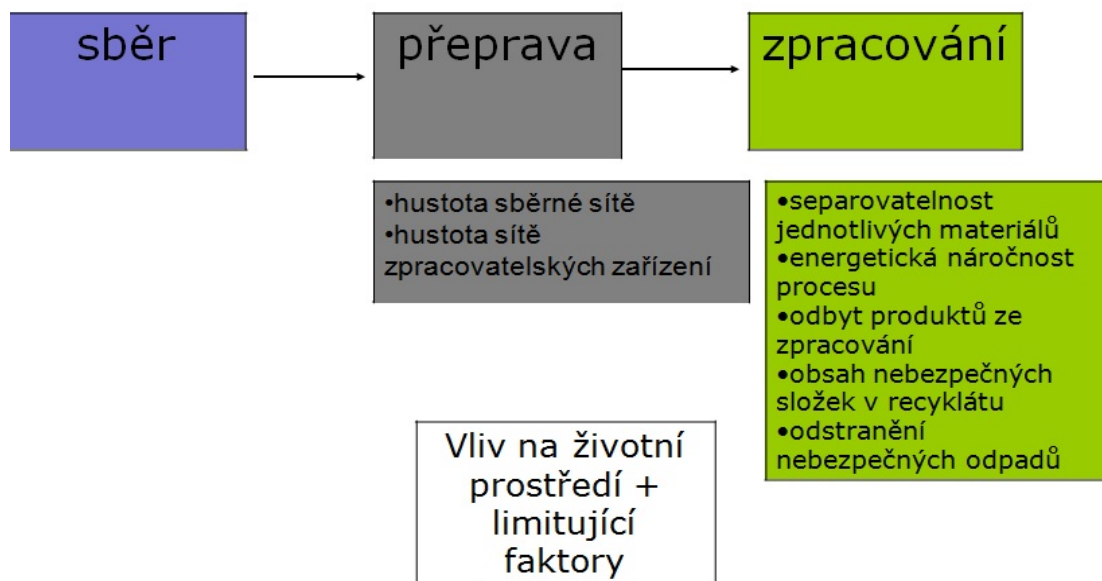 sběr
přeprava
zpracování
•hustota sběrné sítě
•hustota sítě
zpracovatelských zařízení
•separovatelnost
jednotlivých materiálů
•energetická náročnost
procesu
•odbyt produktů ze
zpracování
•obsah nebezpečných
složek v recyklátu
•odstranění
nebezpečných odpadů
Vliv na životní
prostředí +
limitující
faktory